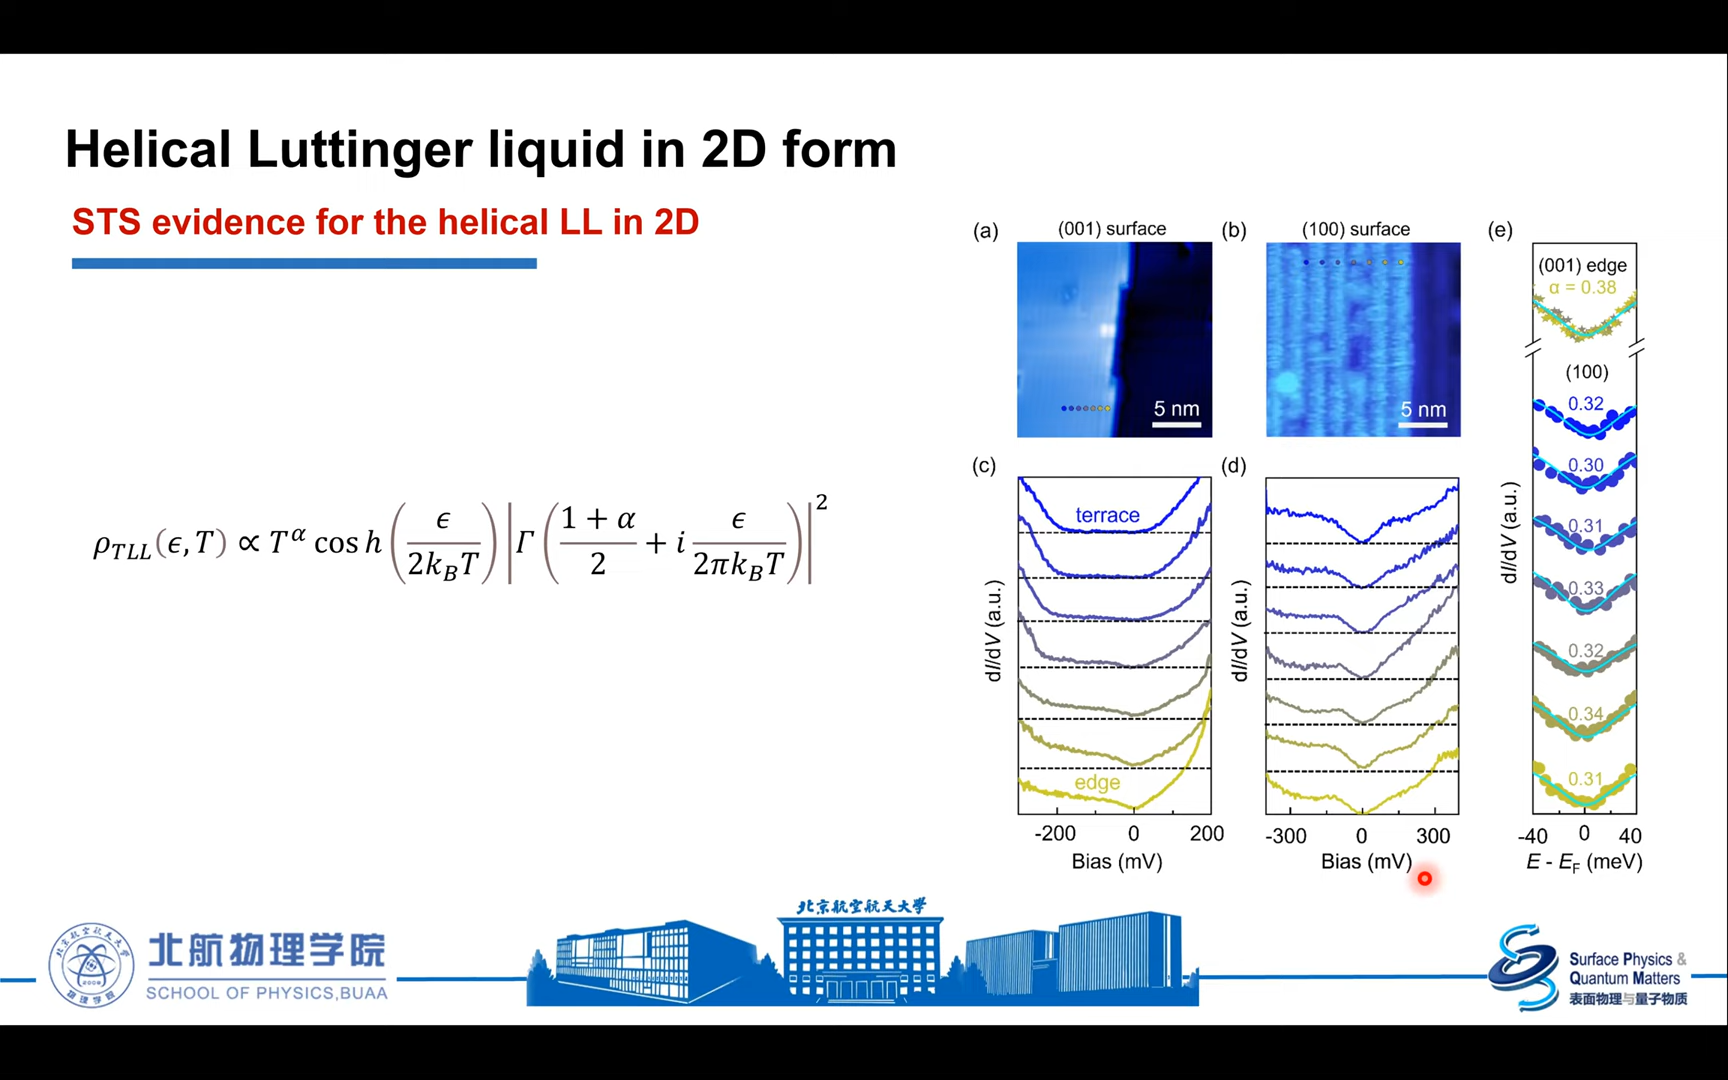 Helical Luttinger liquid in 2D form
STS evidence for the helical LL in 2D
ρ_TLL(ϵ, T) ∝ T^α cos h (ϵ / 2k_BT) |Γ ((1 + α) / 2 + i ϵ / 2πk_BT)|^2
(a) (001) surface
5 nm
(b) (100) surface
5 nm
(c)
terrace
edge
dI/dV (a.u.)
-200 0 200
Bias (mV)
(d)
dI/dV (a.u.)
-300 0 300
Bias (mV)
(e)
(001) edge
α = 0.38
(100)
0.32
0.30
0.31
0.33
0.32
0.34
0.31
dI/dV (a.u.)
-40 0 40
E - E_F (meV)
北航物理学院
SCHOOL OF PHYSICS,BUAA
北京航空航天大学
Surface Physics &
Quantum Matters
表面物理与量子物质